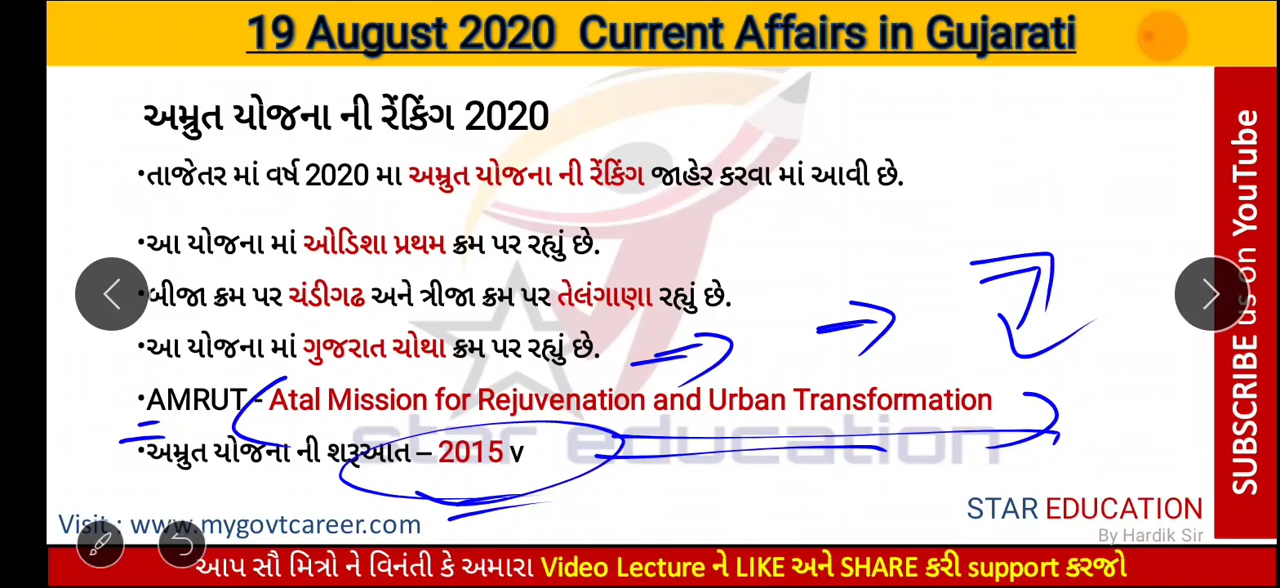 19 August 2020 Current Affairs in Gujarati
અમ્રુત યોજના ની રેંકિંગ 2020
•તાજેતર માં વર્ષ 2020 મા અમ્રુત યોજના ની રેંકિંગ જાહેર કરવા માં આવી છે.
•આ યોજના માં ઓડિશા પ્રથમ ક્રમ પર રહ્યું છે.
•બીજા ક્રમ પર ચંડીગઢ અને ત્રીજા ક્રમ પર તેલંગાણા રહ્યું છે.
•આ યોજના માં ગુજરાત ચોથા ક્રમ પર રહ્યું છે.
•AMRUT - Atal Mission for Rejuvenation and Urban Transformation
•અમ્રુત યોજના ની શરૂઆત – 2015 v
star education
STAR EDUCATION
Visit : www.mygovtcareer.com
By Hardik Sir
આપ સૌ મિત્રો ને વિનંતી કે અમારા Video Lecture ને LIKE અને SHARE કરી support કરજો
SUBSCRIBE us on YouTube